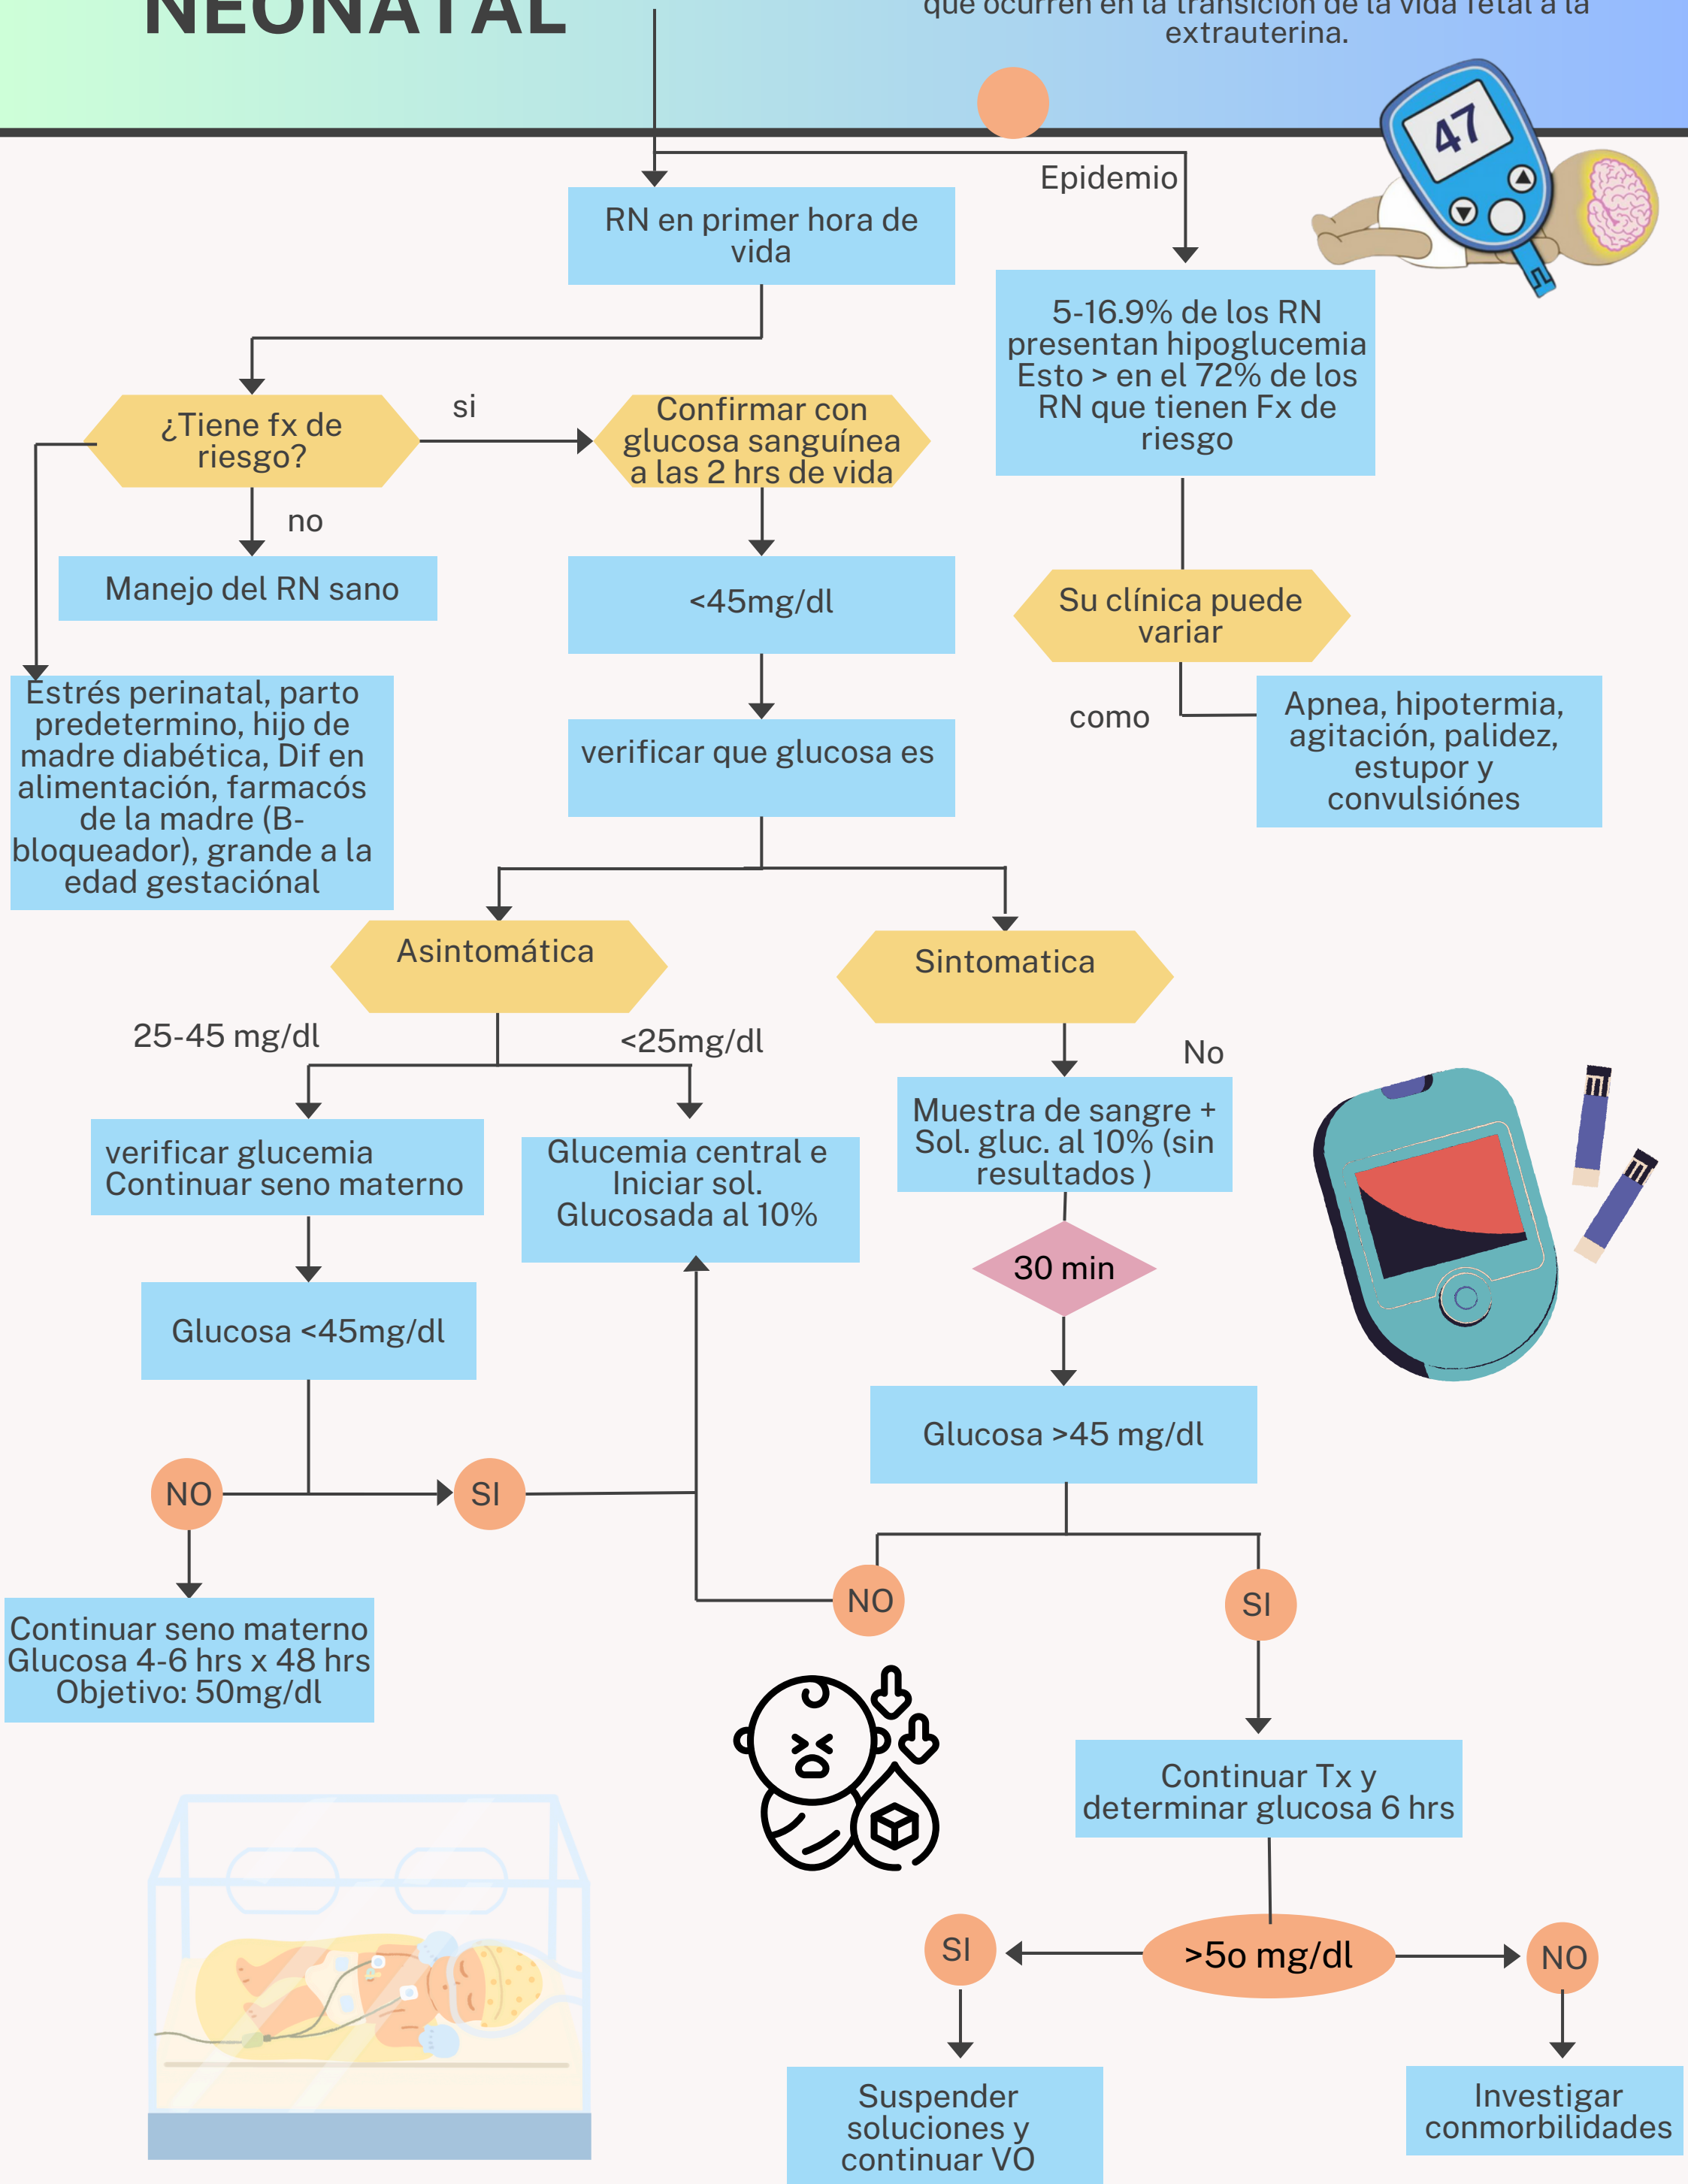 NEONATAL
que ocurren en la transición de la vida fetal a la
extrauterina.
47
Epidemio
RN en primer hora de
vida
5-16.9% de los RN
presentan hipoglucemia
Esto > en el 72% de los
RN que tienen Fx de
riesgo
¿Tiene fx de
riesgo?
si
Confirmar con
glucosa sanguínea
a las 2 hrs de vida
no
Manejo del RN sano
<45mg/dl
Su clínica puede
variar
Estrés perinatal, parto
predetermino, hijo de
madre diabética, Dif en
alimentación, farmacós
de la madre (B-
bloqueador), grande a la
edad gestaciónal
verificar que glucosa es
como
Apnea, hipotermia,
agitación, palidez,
estupor y
convulsiónes
Asintomática
Sintomatica
25-45 mg/dl
<25mg/dl
No
verificar glucemia
Continuar seno materno
Glucemia central e
Iniciar sol.
Glucosada al 10%
Muestra de sangre +
Sol. gluc. al 10% (sin
resultados )
30 min
Glucosa <45mg/dl
Glucosa >45 mg/dl
NO
SI
NO
SI
Continuar seno materno
Glucosa 4-6 hrs x 48 hrs
Objetivo: 50mg/dl
Continuar Tx y
determinar glucosa 6 hrs
SI
>5o mg/dl
NO
Suspender
soluciones y
continuar VO
Investigar
conmorbilidades